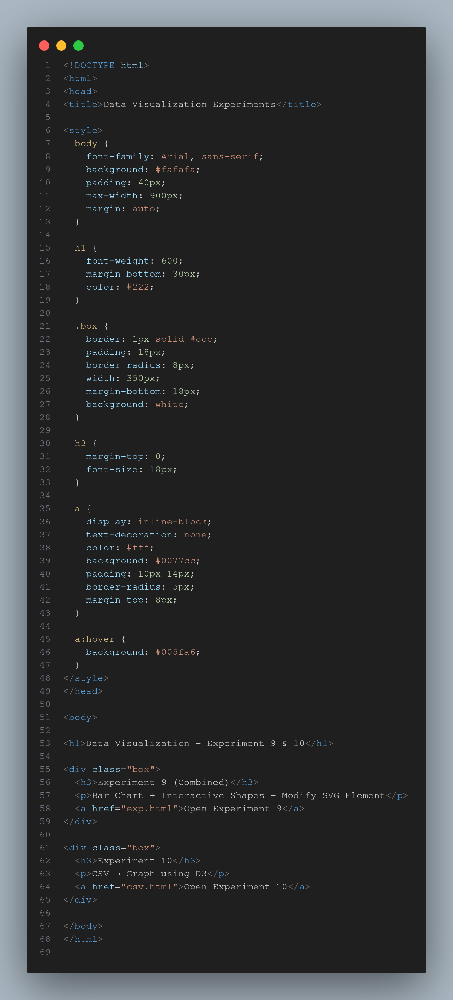 1 <!DOCTYPE html>
2 <html>
3 <head>
4 <title>Data Visualization Experiments</title>
5
6 <style>
7   body {
8     font-family: Arial, sans-serif;
9     background: #fafafa;
10     padding: 40px;
11     max-width: 900px;
12     margin: auto;
13   }
14
15   h1 {
16     font-weight: 600;
17     margin-bottom: 30px;
18     color: #222;
19   }
20
21   .box {
22     border: 1px solid #ccc;
23     padding: 18px;
24     border-radius: 8px;
25     width: 350px;
26     margin-bottom: 18px;
27     background: white;
28   }
29
30   h3 {
31     margin-top: 0;
32     font-size: 18px;
33   }
34
35   a {
36     display: inline-block;
37     text-decoration: none;
38     color: #fff;
39     background: #0077cc;
40     padding: 10px 14px;
41     border-radius: 5px;
42     margin-top: 8px;
43   }
44
45   a:hover {
46     background: #005fa6;
47   }
48 </style>
49 </head>
50
51 <body>
52
53 <h1>Data Visualization – Experiment 9 & 10</h1>
54
55 <div class="box">
56   <h3>Experiment 9 (Combined)</h3>
57   <p>Bar Chart + Interactive Shapes + Modify SVG Element</p>
58   <a href="exp.html">Open Experiment 9</a>
59 </div>
60
61 <div class="box">
62   <h3>Experiment 10</h3>
63   <p>CSV → Graph using D3</p>
64   <a href="csv.html">Open Experiment 10</a>
65 </div>
66
67 </body>
68 </html>
69